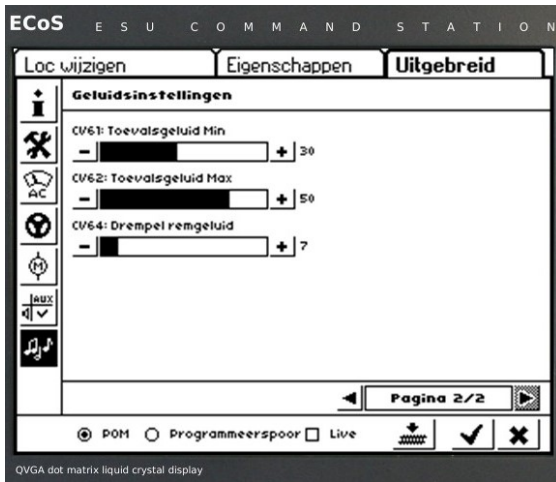 ECoS ESU COMMAND STATION
Loc wijzigen Eigenschappen Uitgebreid
Geluidsinstellingen
CV61: Toevalsgeluid Min
- + 30
CV62: Toevalsgeluid Max
- + 50
CV64: Drempel remgeluid
- + 7
AC
M
AUX
Pagina 2/2
POM Programmeerspoor Live
QVGA dot matrix liquid crystal display